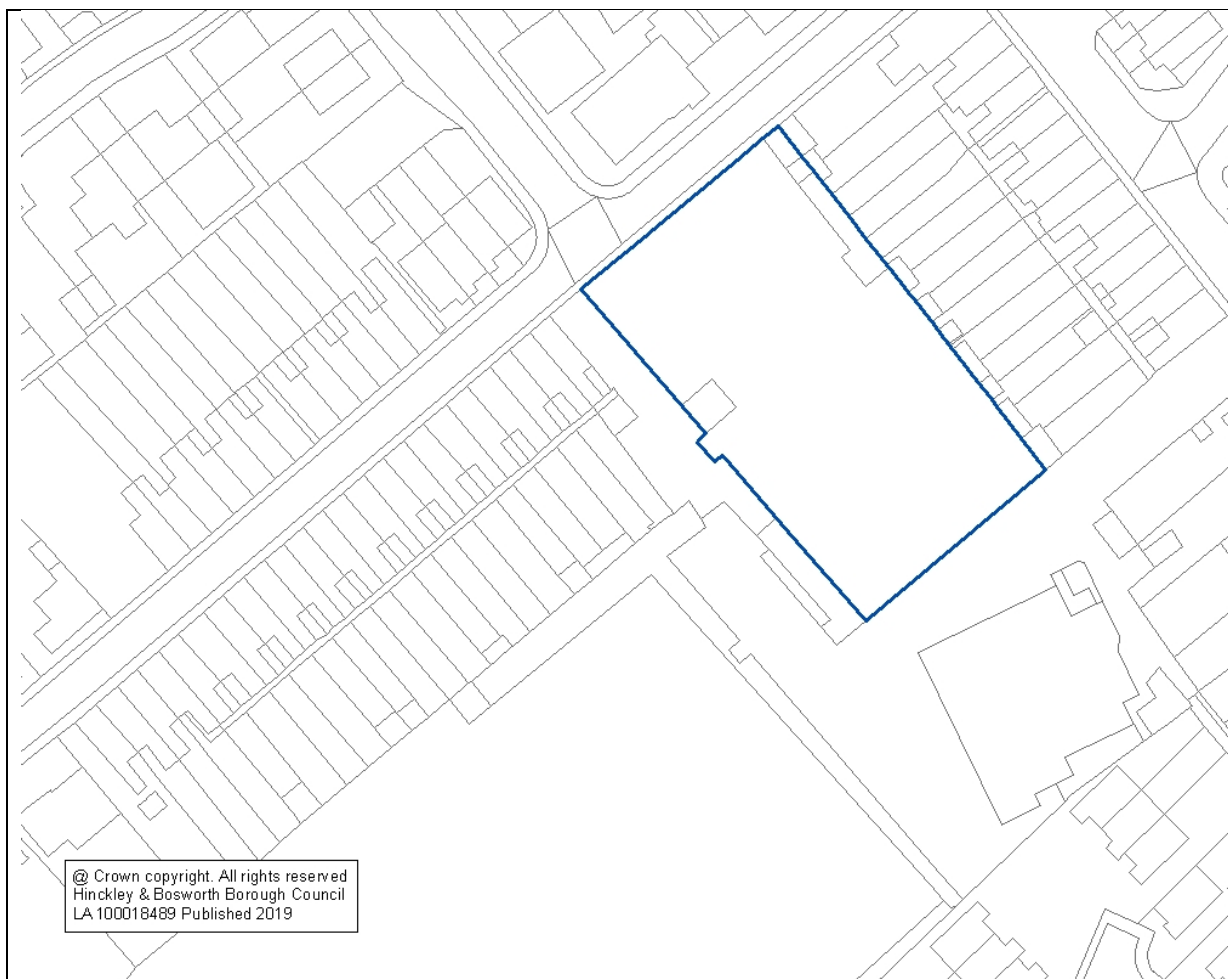 @ Crown copyright. All rights reserved
Hinckley & Bosworth Borough Council
LA 100018489 Published 2019